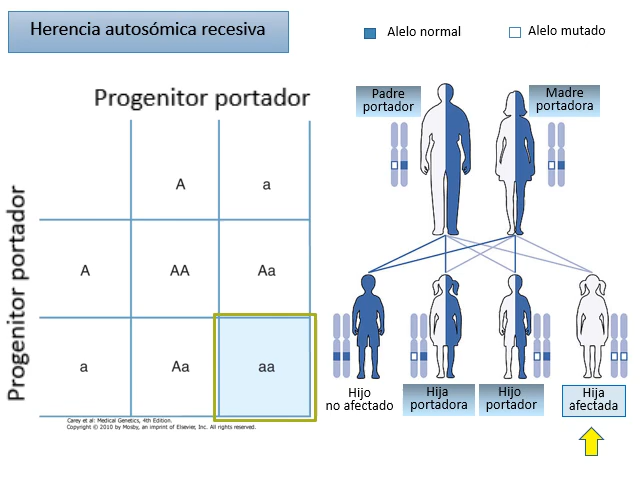 Herencia autosómica recesiva
Alelo normal
Alelo mutado
Progenitor portador
Progenitor portador
A a
A AA Aa
a Aa aa
Carey et al: Medical Genetics, 4th Edition.
Copyright © 2010 by Mosby, an imprint of Elsevier, Inc. All rights reserved.
Padre
portador
Madre
portadora
Hijo
no afectado
Hija
portadora
Hijo
portador
Hija
afectada